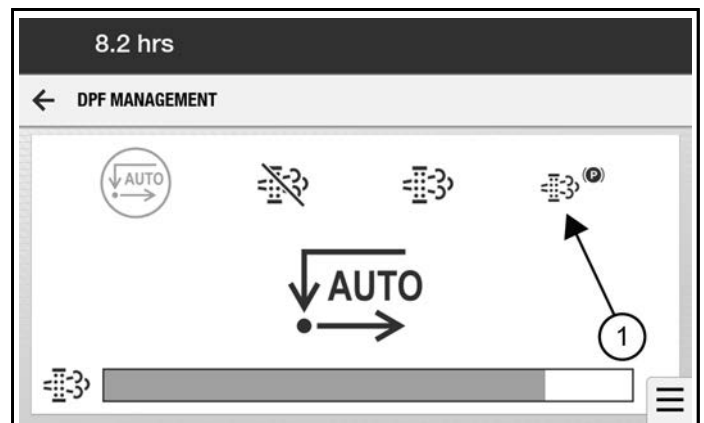 8.2 hrs
DPF MANAGEMENT
AUTO
(P)
AUTO
1